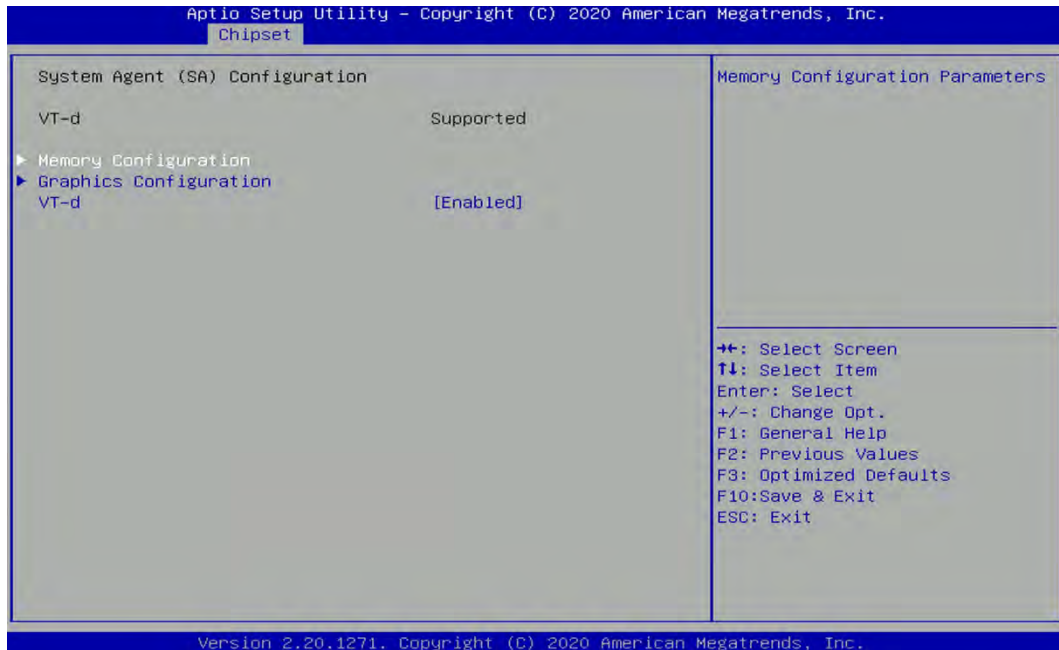 Aptio Setup Utility – Copyright (C) 2020 American Megatrends, Inc.
Chipset
System Agent (SA) Configuration
VT-d Supported
▶ Memory Configuration
▶ Graphics Configuration
VT-d [Enabled]
Memory Configuration Parameters
→←: Select Screen
↑↓: Select Item
Enter: Select
+/-: Change Opt.
F1: General Help
F2: Previous Values
F3: Optimized Defaults
F10:Save & Exit
ESC: Exit
Version 2.20.1271. Copyright (C) 2020 American Megatrends, Inc.